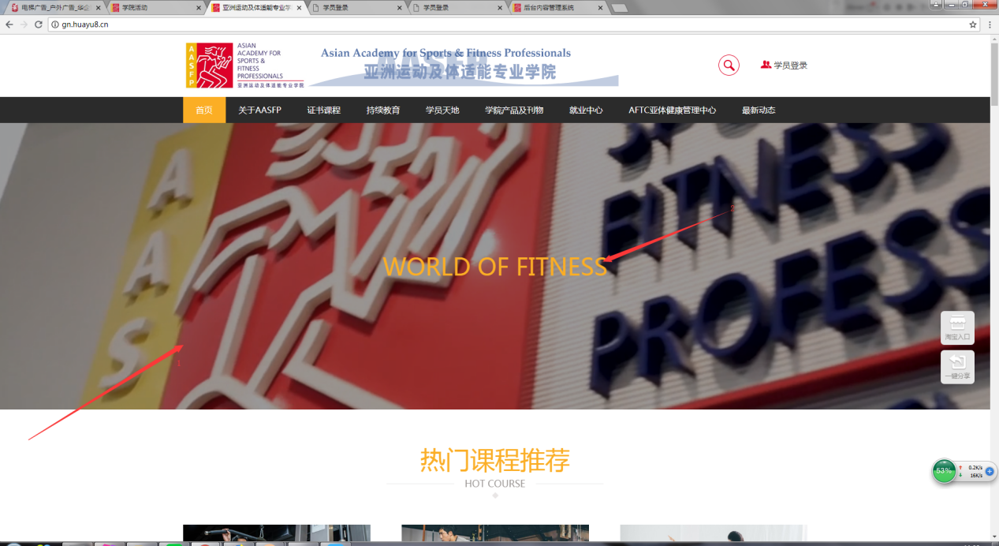 电梯广告_户外广告_华企
学院活动
亚洲运动及体适能专业学
学员登录
学员登录
后台内容管理系统
gn.huayu8.cn
AASFP
ASIAN
ACADEMY FOR
SPORTS &
FITNESS
PROFESSIONALS
亚洲运动及体适能专业学院
AASFP
Asian Academy for Sports & Fitness Professionals
亚洲运动及体适能专业学院
学员登录
首页
关于AASFP
证书课程
持续教育
学员天地
学院产品及刊物
就业中心
AFTC亚体健康管理中心
最新动态
AAS
FITNESS
PROFESS
WORLD OF FITNESS
2
1
淘宝入口
一键分享
热门课程推荐
HOT COURSE
53%
0.2K/s
16K/s